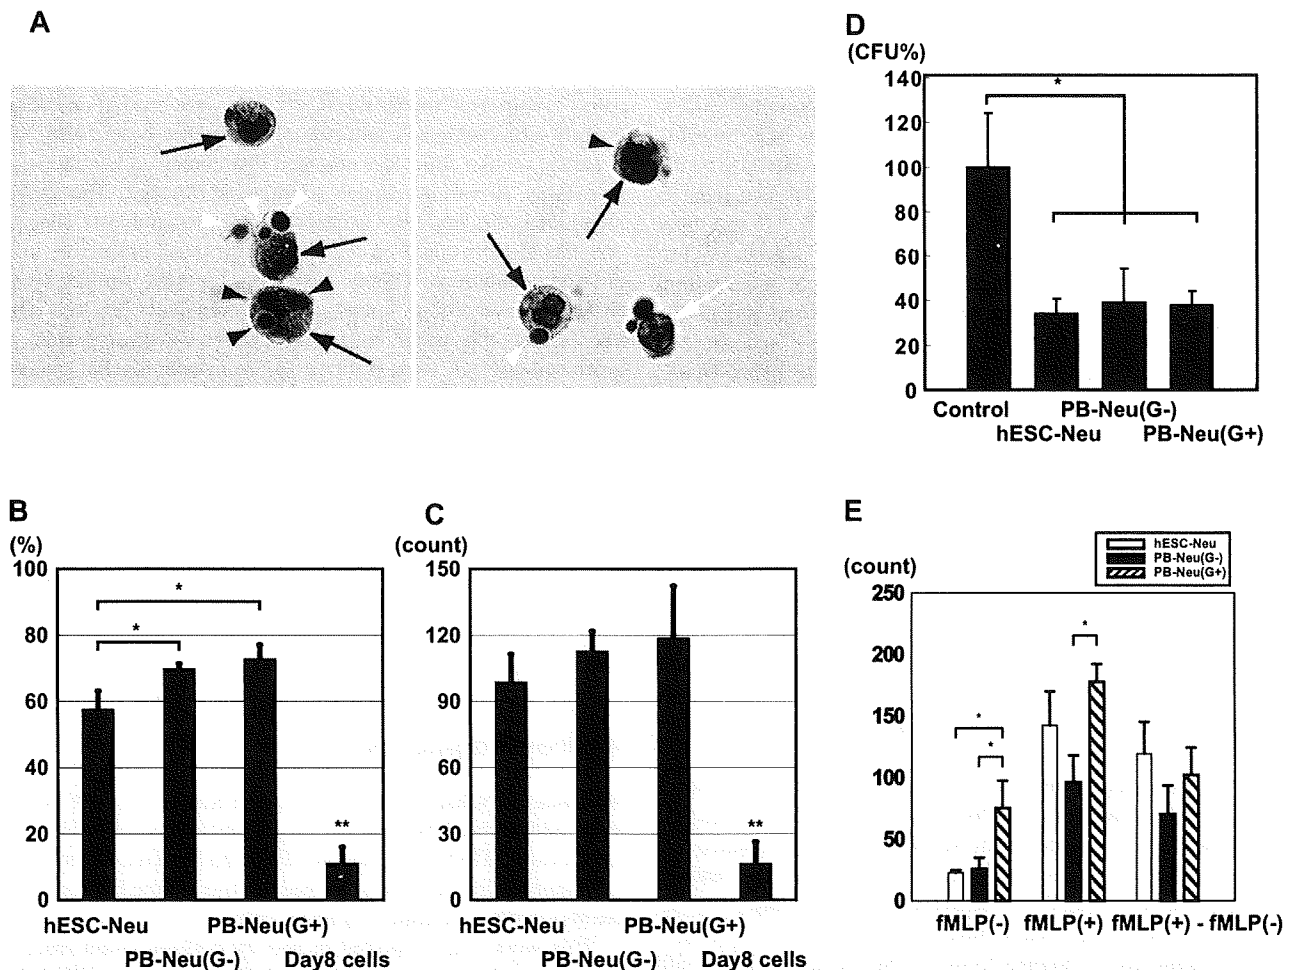 A
D
(CFU%)
140
120
100
80
60
40
20
0
*
Control
PB-Neu(G-)
hESC-Neu
PB-Neu(G+)
B
(%)
100
80
60
40
20
0
*
*
**
hESC-Neu
PB-Neu(G+)
PB-Neu(G-)
Day8 cells
C
(count)
150
120
90
60
30
0
**
hESC-Neu
PB-Neu(G+)
PB-Neu(G-)
Day8 cells
E
(count)
hESC-Neu
PB-Neu(G-)
PB-Neu(G+)
250
200
150
100
50
0
*
*
*
fMLP(-)
fMLP(+)
fMLP(+) - fMLP(-)